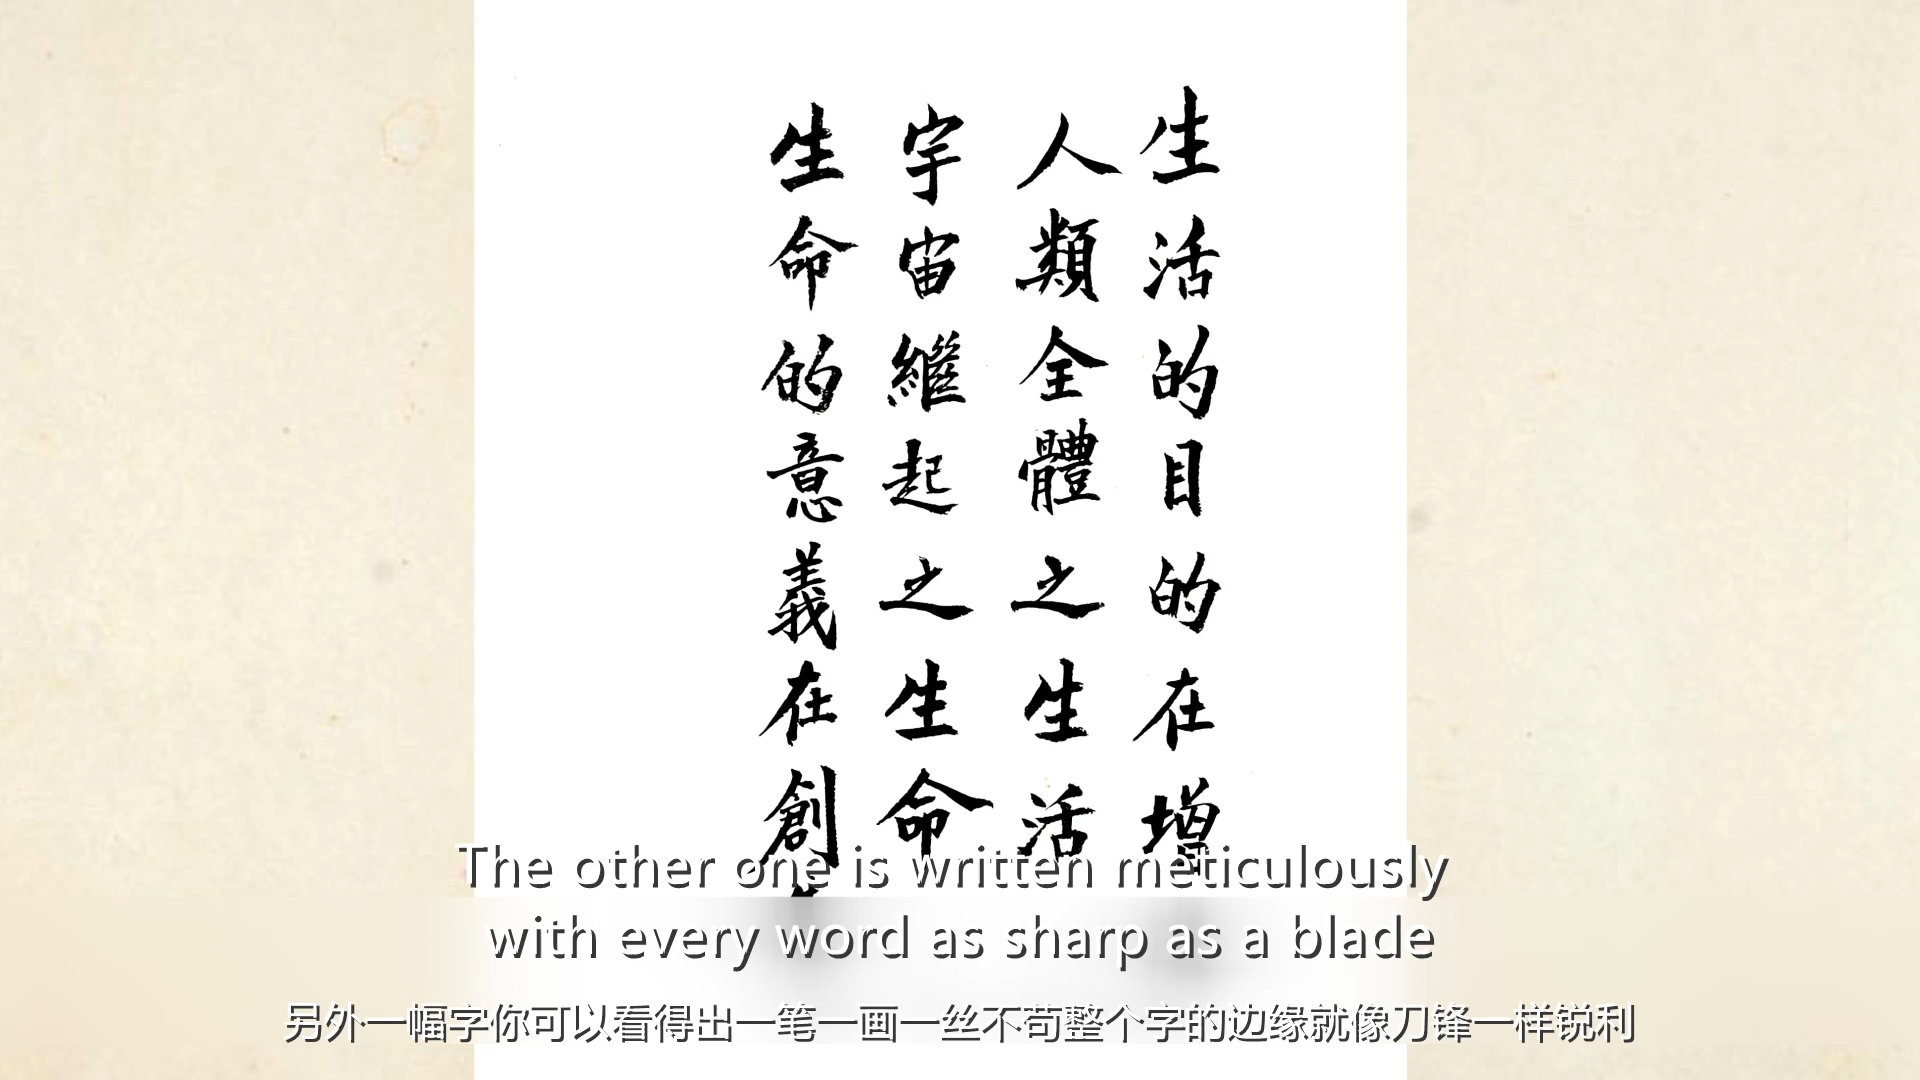 生活的目的在增
人類全體之生活
宇宙繼起之生命
生命的意義在創
The other one is written meticulously
with every word as sharp as a blade
另外一幅字你可以看得出一笔一画一丝不苟整个字的边缘就像刀锋一样锐利